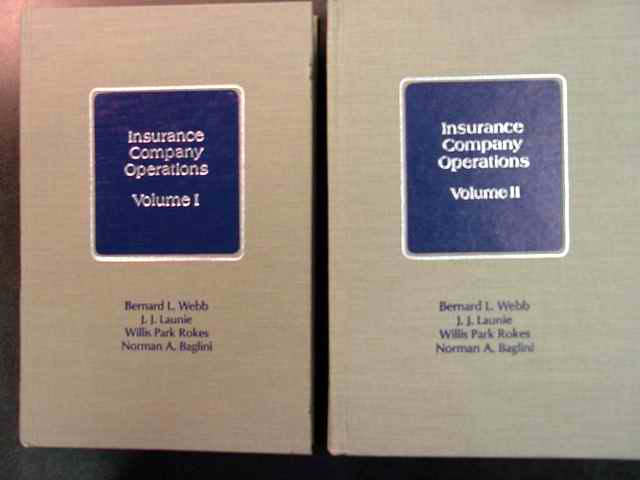 Insurance
Company
Operations
Volume I
Bernard L. Webb
J. J. Launie
Willis Park Rokes
Norman A. Baglini
Insurance
Company
Operations
Volume II
Bernard L. Webb
J. J. Launie
Willis Park Rokes
Norman A. Baglini